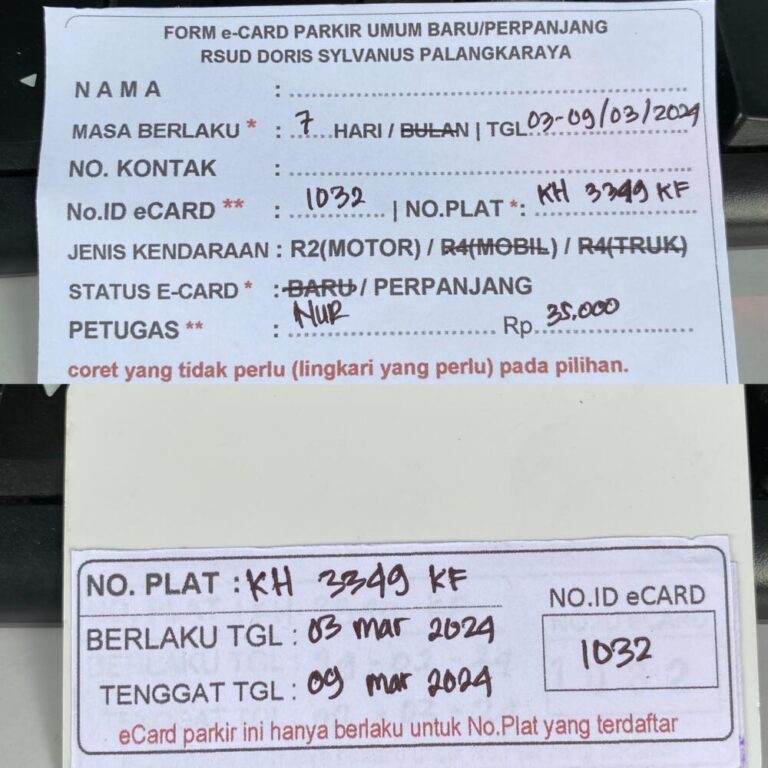 FORM e-CARD PARKIR UMUM BARU/PERPANJANG
RSUD DORIS SYLVANUS PALANGKARAYA
NAMA :
MASA BERLAKU * : 7 HARI / BULAN | TGL. 03-09/03/2024
NO. KONTAK :
No.ID eCARD ** : 1032 | NO.PLAT *: KH 3349 KF
JENIS KENDARAAN : R2(MOTOR) / R4(MOBIL) / R4(TRUK)
STATUS E-CARD * : BARU / PERPANJANG
PETUGAS ** : NUR Rp. 35.000
coret yang tidak perlu (lingkari yang perlu) pada pilihan.
NO. PLAT : KH 3349 KF
NO.ID eCARD
BERLAKU TGL : 03 mar 2024
1032
TENGGAT TGL : 09 mar 2024
eCard parkir ini hanya berlaku untuk No.Plat yang terdaftar